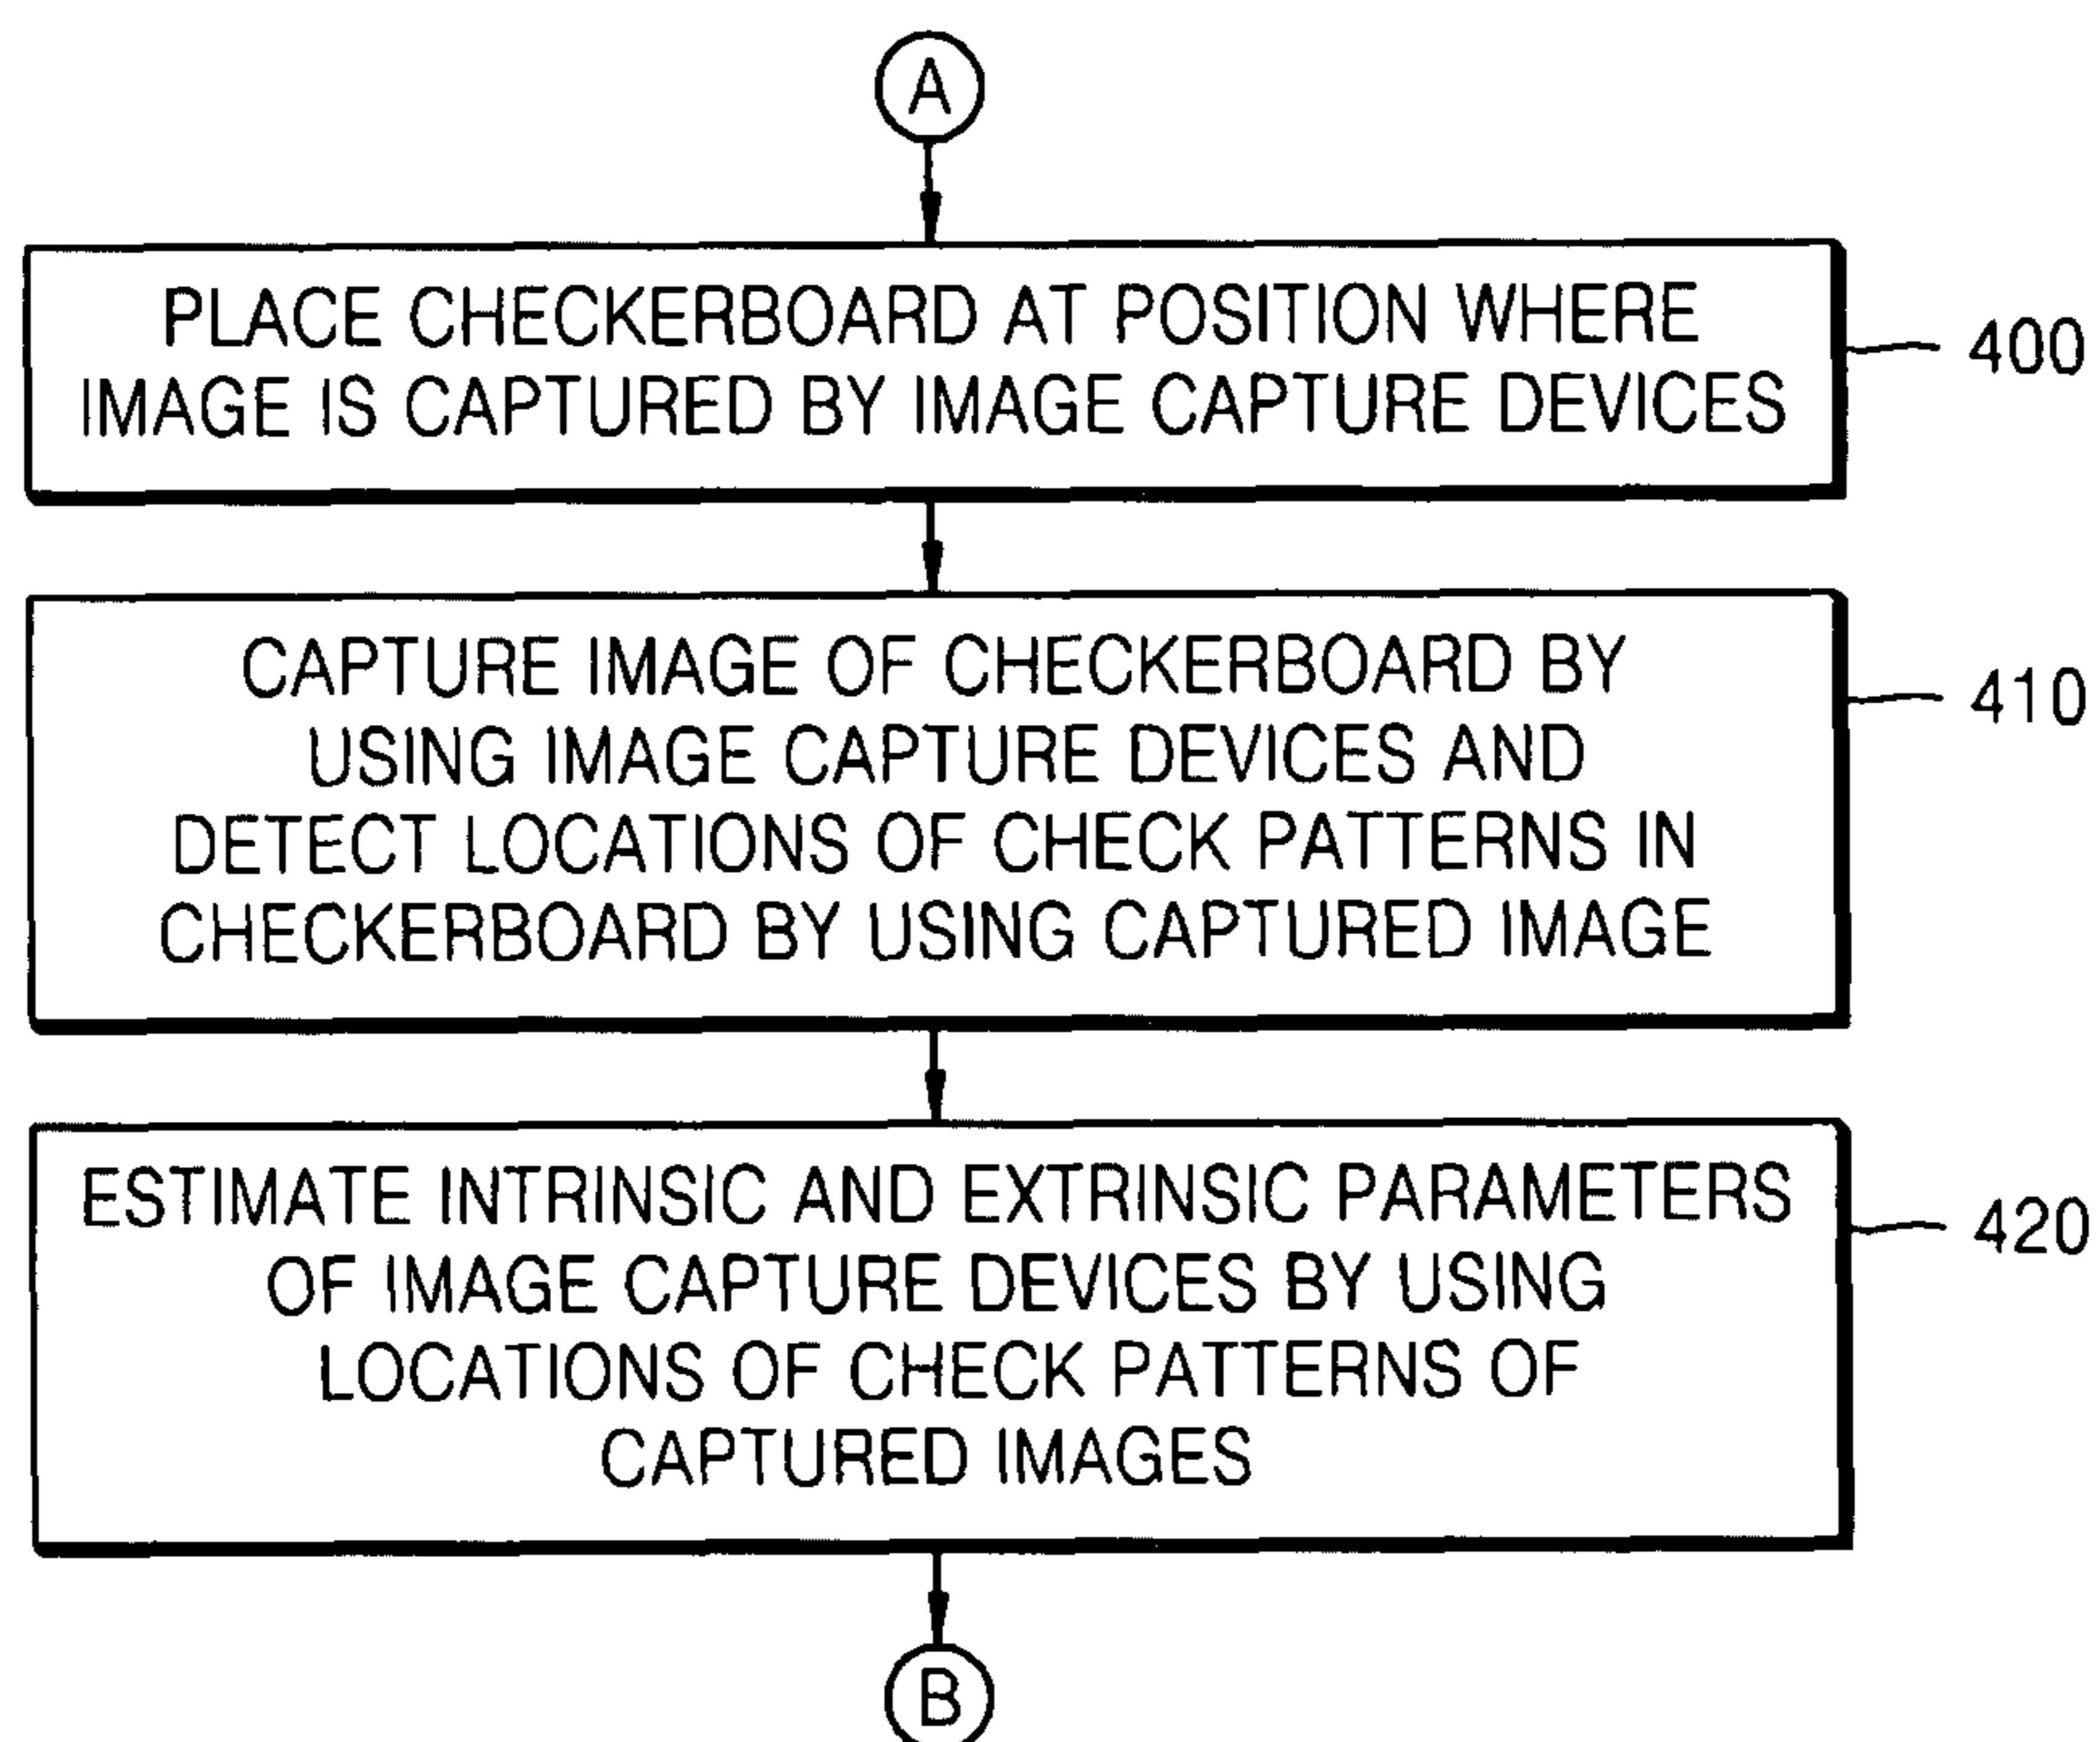 A
PLACE CHECKERBOARD AT POSITION WHERE
IMAGE IS CAPTURED BY IMAGE CAPTURE DEVICES
400
CAPTURE IMAGE OF CHECKERBOARD BY
USING IMAGE CAPTURE DEVICES AND
DETECT LOCATIONS OF CHECK PATTERNS IN
CHECKERBOARD BY USING CAPTURED IMAGE
410
ESTIMATE INTRINSIC AND EXTRINSIC PARAMETERS
OF IMAGE CAPTURE DEVICES BY USING
LOCATIONS OF CHECK PATTERNS OF
CAPTURED IMAGES
420
B